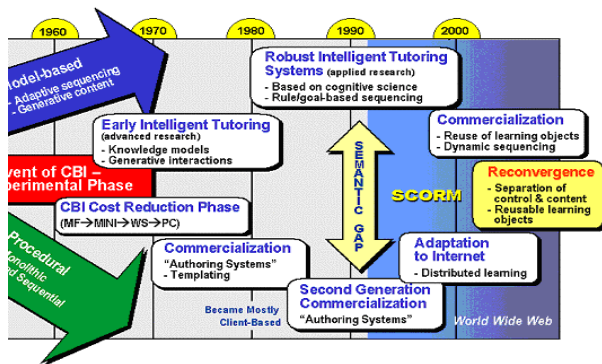 1960 1970 1980 1990 2000
Model-based
- Adaptive sequencing
- Generative content
Robust Intelligent Tutoring
Systems (applied research)
- Based on cognitive science
- Rule/goal-based sequencing
Early Intelligent Tutoring
(advanced research)
- Knowledge models
- Generative interactions
Commercialization
- Reuse of learning objects
- Dynamic sequencing
SEMANTIC GAP
SCORM
Reconvergence
- Separation of
control & content
- Reusable learning
objects
vent of CBI –
perimental Phase
CBI Cost Reduction Phase
(MF→MINI→WS→PC)
Procedural
onolithic
d Sequential
Commercialization
"Authoring Systems"
- Templating
Adaptation
to Internet
- Distributed learning
Second Generation
Commercialization
"Authoring Systems"
Became Mostly
Client-Based
World Wide Web